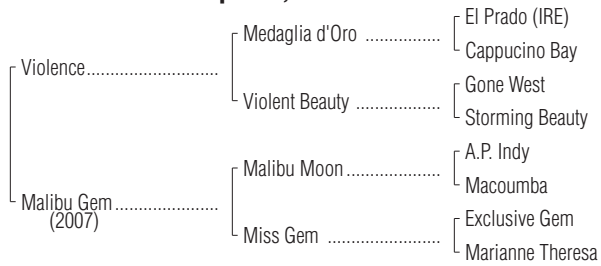 El Prado (IRE)
Medaglia d'Oro ..................
Cappucino Bay
Violence.............................
Gone West
Violent Beauty ....................
Storming Beauty
A.P. Indy
Malibu Moon......................
Macoumba
Malibu Gem.......................
(2007)
Exclusive Gem
Miss Gem ..........................
Marianne Theresa